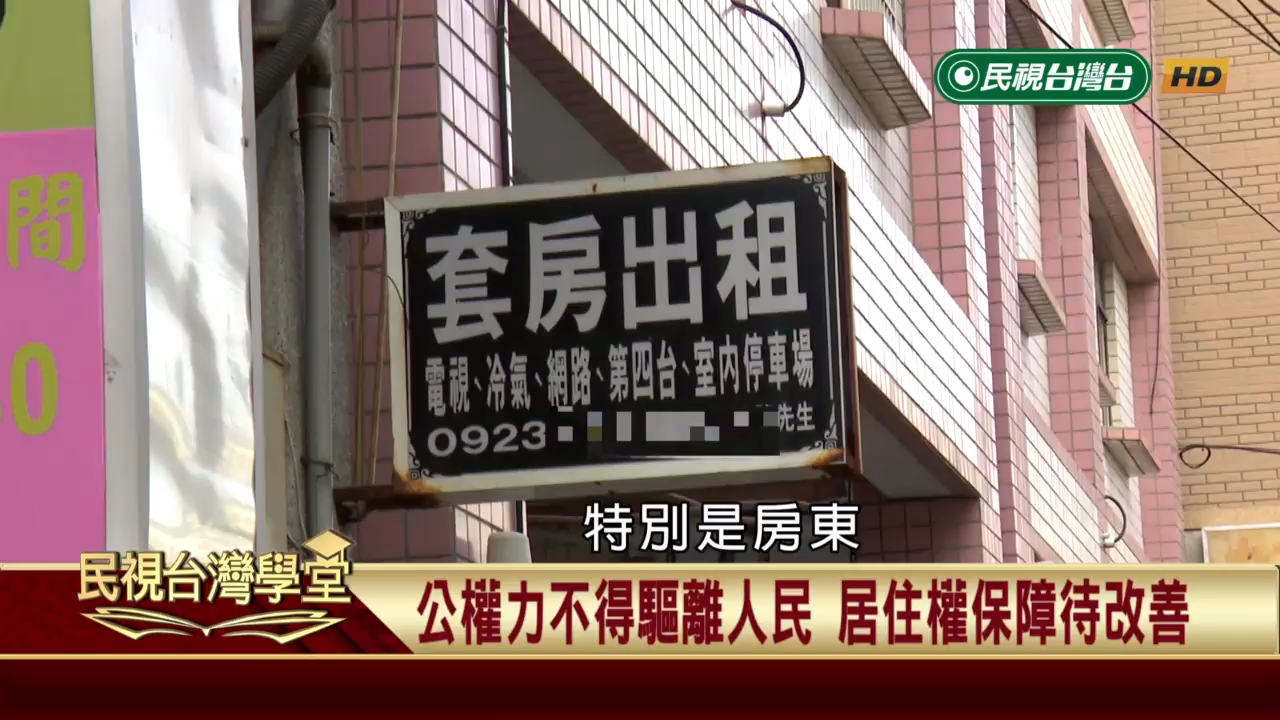 民視台灣台 HD
間
0
套房出租
電視、冷氣、網路、第四台、室內停車場
0923
先生
特別是房東
民視台灣學堂
公權力不得驅離人民 居住權保障待改善